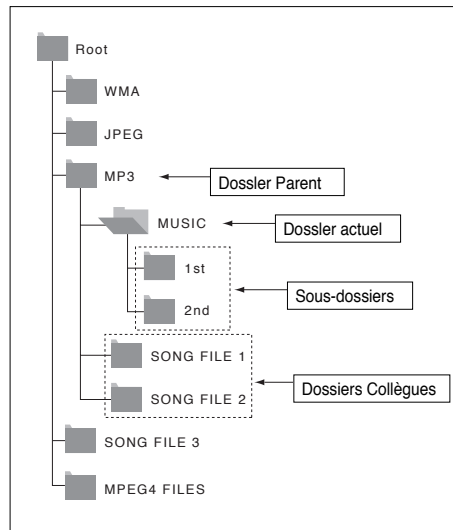 Root
WMA
JPEG
MP3
Dossler Parent
MUSIC
Dossler actuel
1st
Sous-dossiers
2nd
SONG FILE 1
Dossiers Collègues
SONG FILE 2
SONG FILE 3
MPEG4 FILES